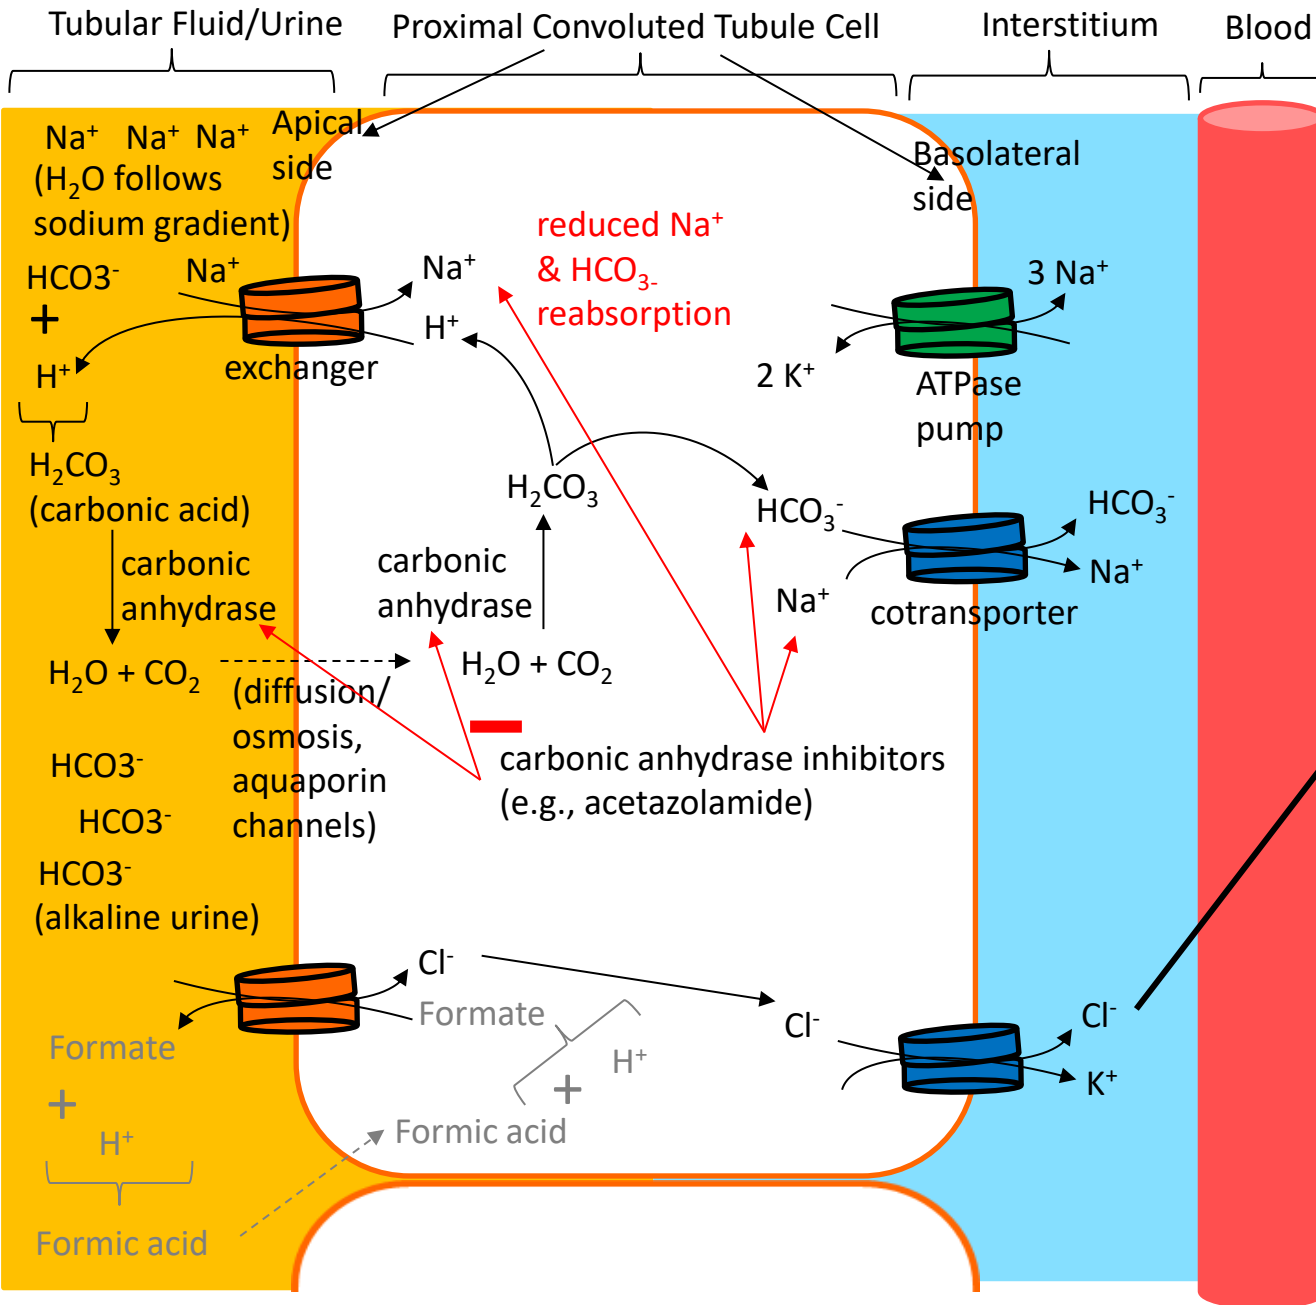 Tubular Fluid/Urine
Proximal Convoluted Tubule Cell
Interstitium
Blood
Na⁺ Na⁺ Na⁺
(H₂O follows
sodium gradient)
Apical
side
Basolateral
side
HCO3⁻
+
H⁺
Na⁺
exchanger
Na⁺
H⁺
reduced Na⁺
& HCO₃₋
reabsorption
3 Na⁺
2 K⁺
ATPase
pump
H₂CO₃
(carbonic acid)
carbonic
anhydrase
H₂O + CO₂
(diffusion/
osmosis,
aquaporin
channels)
H₂CO₃
carbonic
anhydrase
H₂O + CO₂
HCO₃⁻
Na⁺
cotransporter
HCO₃⁻
Na⁺
carbonic anhydrase inhibitors
(e.g., acetazolamide)
HCO3⁻
HCO3⁻
HCO3⁻
(alkaline urine)
Cl⁻
Formate
H⁺
+
Formic acid
Formate
+
H⁺
Formic acid
Cl⁻
Cl⁻
K⁺